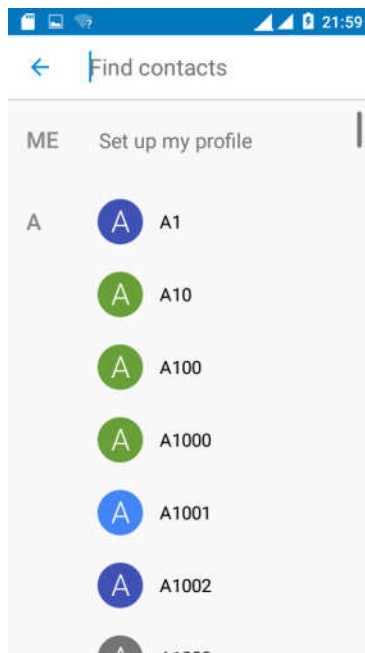 21:59
Find contacts
ME Set up my profile
A A A1
A A10
A A100
A A1000
A A1001
A A1002